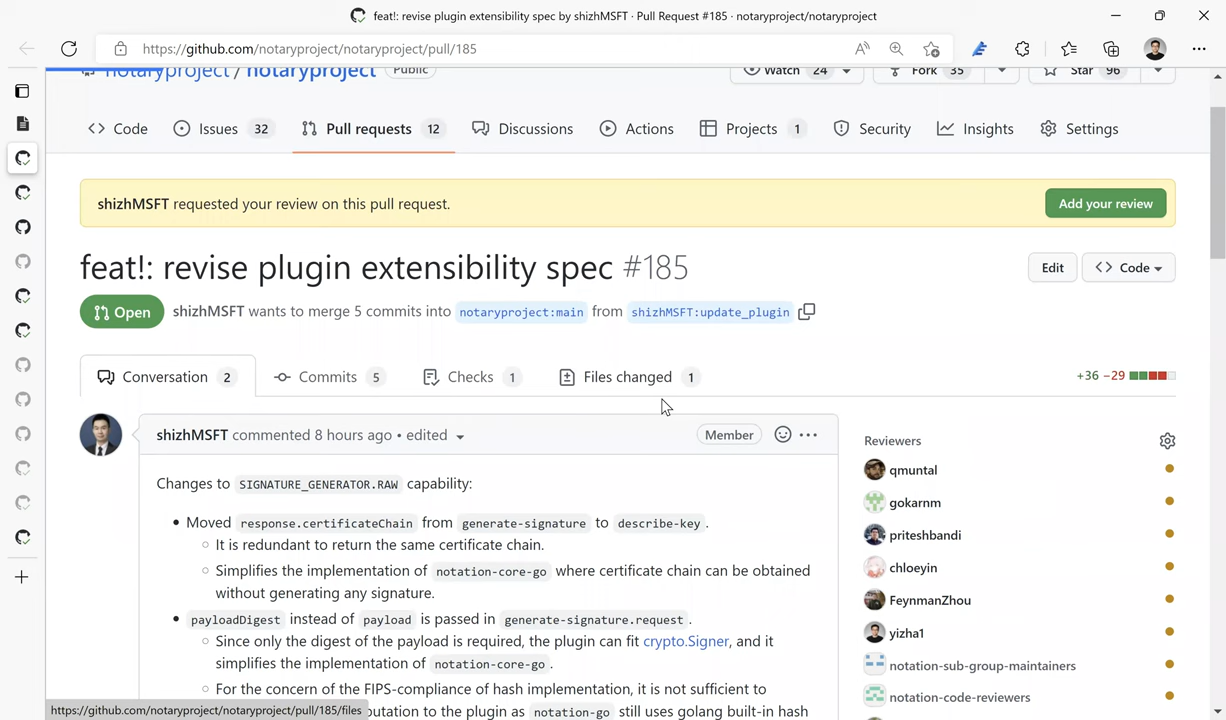 feat!: revise plugin extensibility spec by shizhMSFT · Pull Request #185 · notaryproject/notaryproject
https://github.com/notaryproject/notaryproject/pull/185
notaryproject / notaryproject Public
Watch 24 Fork 35 Star 96
Code Issues 32 Pull requests 12 Discussions Actions Projects 1 Security Insights Settings
shizhMSFT requested your review on this pull request. Add your review
feat!: revise plugin extensibility spec #185 Edit Code
Open shizhMSFT wants to merge 5 commits into notaryproject:main from shizhMSFT:update_plugin
Conversation 2 Commits 5 Checks 1 Files changed 1 +36 −29
shizhMSFT commented 8 hours ago • edited Member
Changes to SIGNATURE_GENERATOR.RAW capability:
• Moved response.certificateChain from generate-signature to describe-key.
It is redundant to return the same certificate chain.
Simplifies the implementation of notation-core-go where certificate chain can be obtained
without generating any signature.
• payloadDigest instead of payload is passed in generate-signature.request.
Since only the digest of the payload is required, the plugin can fit crypto.Signer, and it
simplifies the implementation of notation-core-go.
For the concern of the FIPS-compliance of hash implementation, it is not sufficient to
putation to the plugin as notation-go still uses golang built-in hash
Reviewers
qmuntal
gokarnm
priteshbandi
chloeyin
FeynmanZhou
yizha1
notation-sub-group-maintainers
notation-code-reviewers
https://github.com/notaryproject/notaryproject/pull/185/files